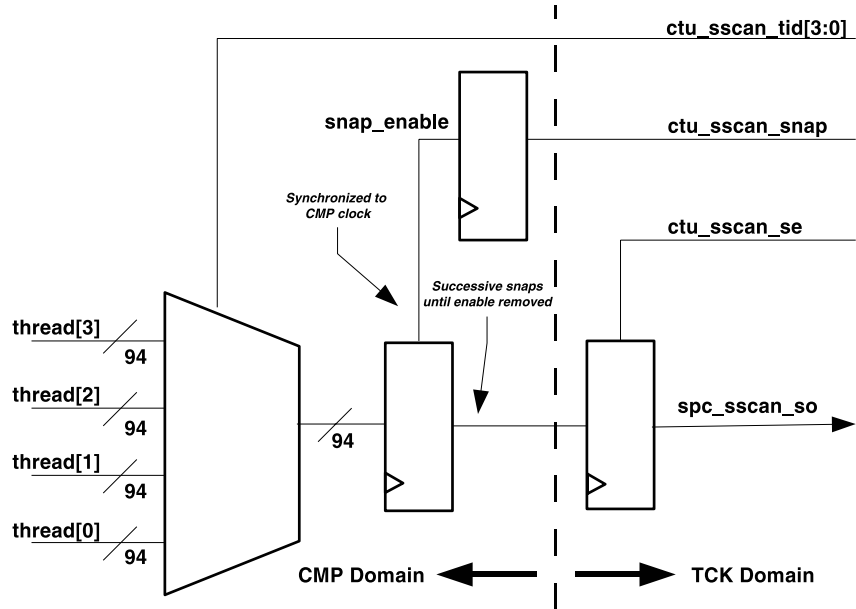 ctu_sscan_tid[3:0]
snap_enable
ctu_sscan_snap
Synchronized to
CMP clock
ctu_sscan_se
Successive snaps
until enable removed
thread[3]
94
thread[2]
94
thread[1]
94
thread[0]
94
94
spc_sscan_so
CMP Domain
TCK Domain